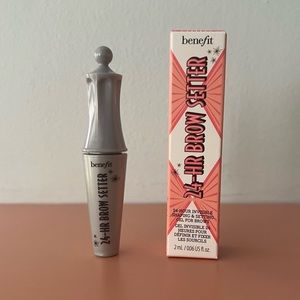 benefit
24-HR BROW SETTER
benefit
24-HR BROW SETTER
24-HOUR INVISIBLE
SHAPING & SETTING
GEL FOR BROWS
GEL INVISIBLE 24
HEURES POUR
DÉFINIR ET FIXER
LES SOURCILS
2 mL / 0.06 US fl. oz.